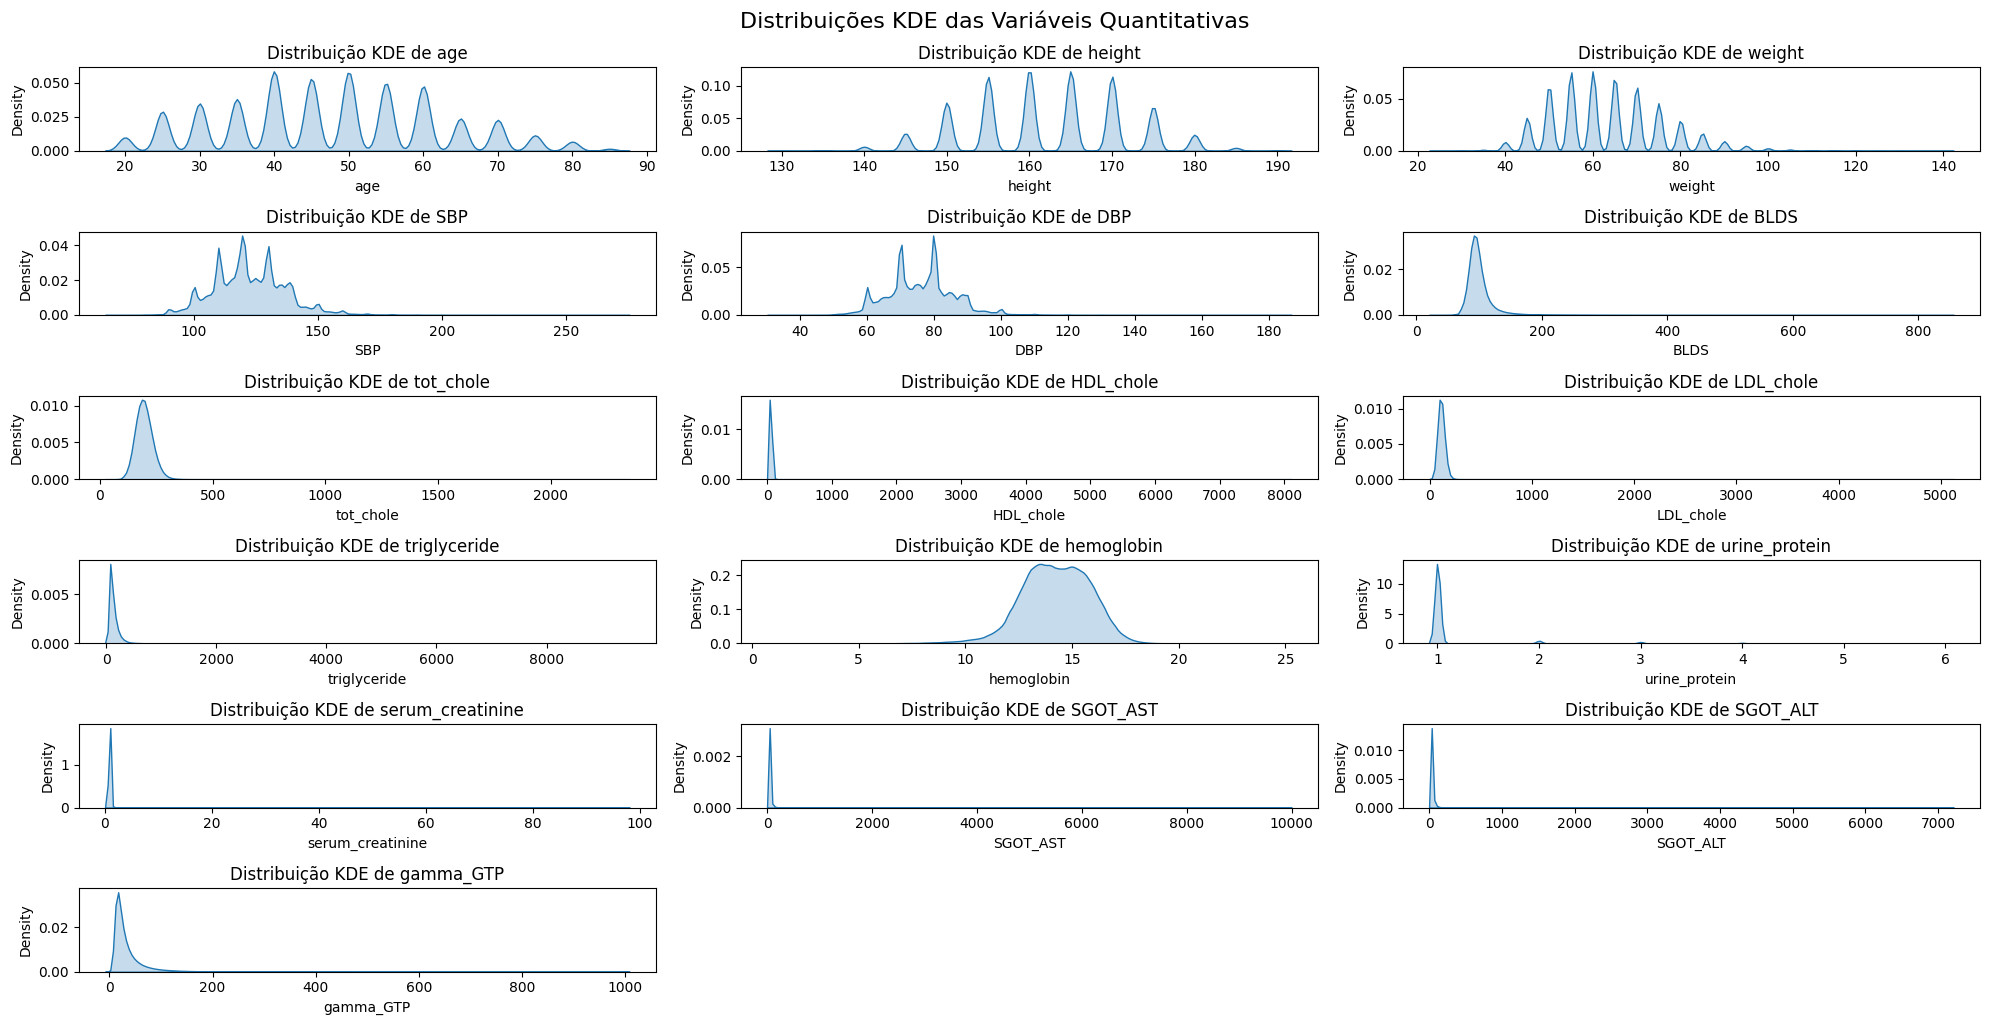 Distribuições KDE das Variáveis Quantitativas
Distribuição KDE de age
Density
0.050
0.025
0.000
20 30 40 50 60 70 80 90
age
Distribuição KDE de height
Density
0.10
0.05
0.00
130 140 150 160 170 180 190
height
Distribuição KDE de weight
Density
0.05
0.00
20 40 60 80 100 120 140
weight
Distribuição KDE de SBP
Density
0.04
0.02
0.00
100 150 200 250
SBP
Distribuição KDE de DBP
Density
0.05
0.00
40 60 80 100 120 140 160 180
DBP
Distribuição KDE de BLDS
Density
0.02
0.00
0 200 400 600 800
BLDS
Distribuição KDE de tot_chole
Density
0.010
0.005
0.000
0 500 1000 1500 2000
tot_chole
Distribuição KDE de HDL_chole
Density
0.01
0.00
0 1000 2000 3000 4000 5000 6000 7000 8000
HDL_chole
Distribuição KDE de LDL_chole
Density
0.010
0.005
0.000
0 1000 2000 3000 4000 5000
LDL_chole
Distribuição KDE de triglyceride
Density
0.005
0.000
0 2000 4000 6000 8000
triglyceride
Distribuição KDE de hemoglobin
Density
0.2
0.1
0.0
0 5 10 15 20 25
hemoglobin
Distribuição KDE de urine_protein
Density
10
5
0
1 2 3 4 5 6
urine_protein
Distribuição KDE de serum_creatinine
Density
1
0
0 20 40 60 80 100
serum_creatinine
Distribuição KDE de SGOT_AST
Density
0.002
0.000
0 2000 4000 6000 8000 10000
SGOT_AST
Distribuição KDE de SGOT_ALT
Density
0.010
0.005
0.000
0 1000 2000 3000 4000 5000 6000 7000
SGOT_ALT
Distribuição KDE de gamma_GTP
Density
0.02
0.00
0 200 400 600 800 1000
gamma_GTP